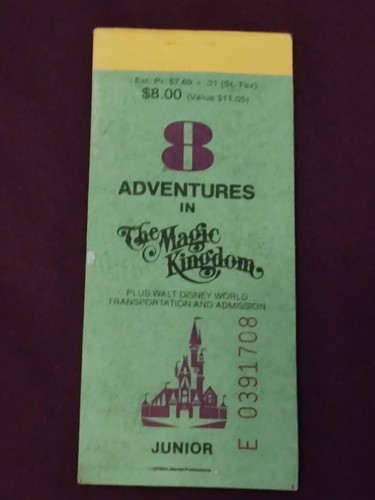 Est. Pr. $7.69 - .31 (St. Tax)
$8.00 (Value $11.05)
8
ADVENTURES
IN
The Magic
Kingdom
PLUS WALT DISNEY WORLD
TRANSPORTATION AND ADMISSION
E 0391708
JUNIOR